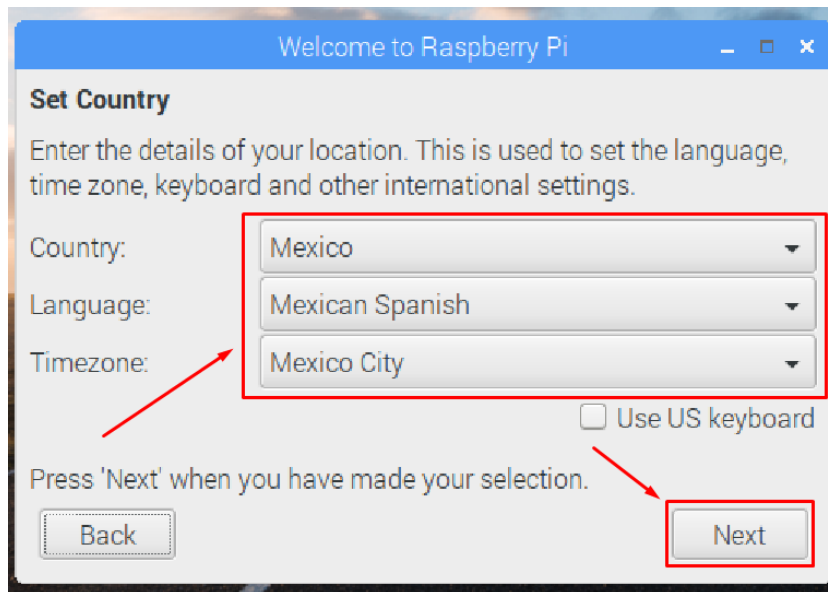 Welcome to Raspberry Pi
Set Country
Enter the details of your location. This is used to set the language,
time zone, keyboard and other international settings.
Country: Mexico
Language: Mexican Spanish
Timezone: Mexico City
Use US keyboard
Press 'Next' when you have made your selection.
Back Next